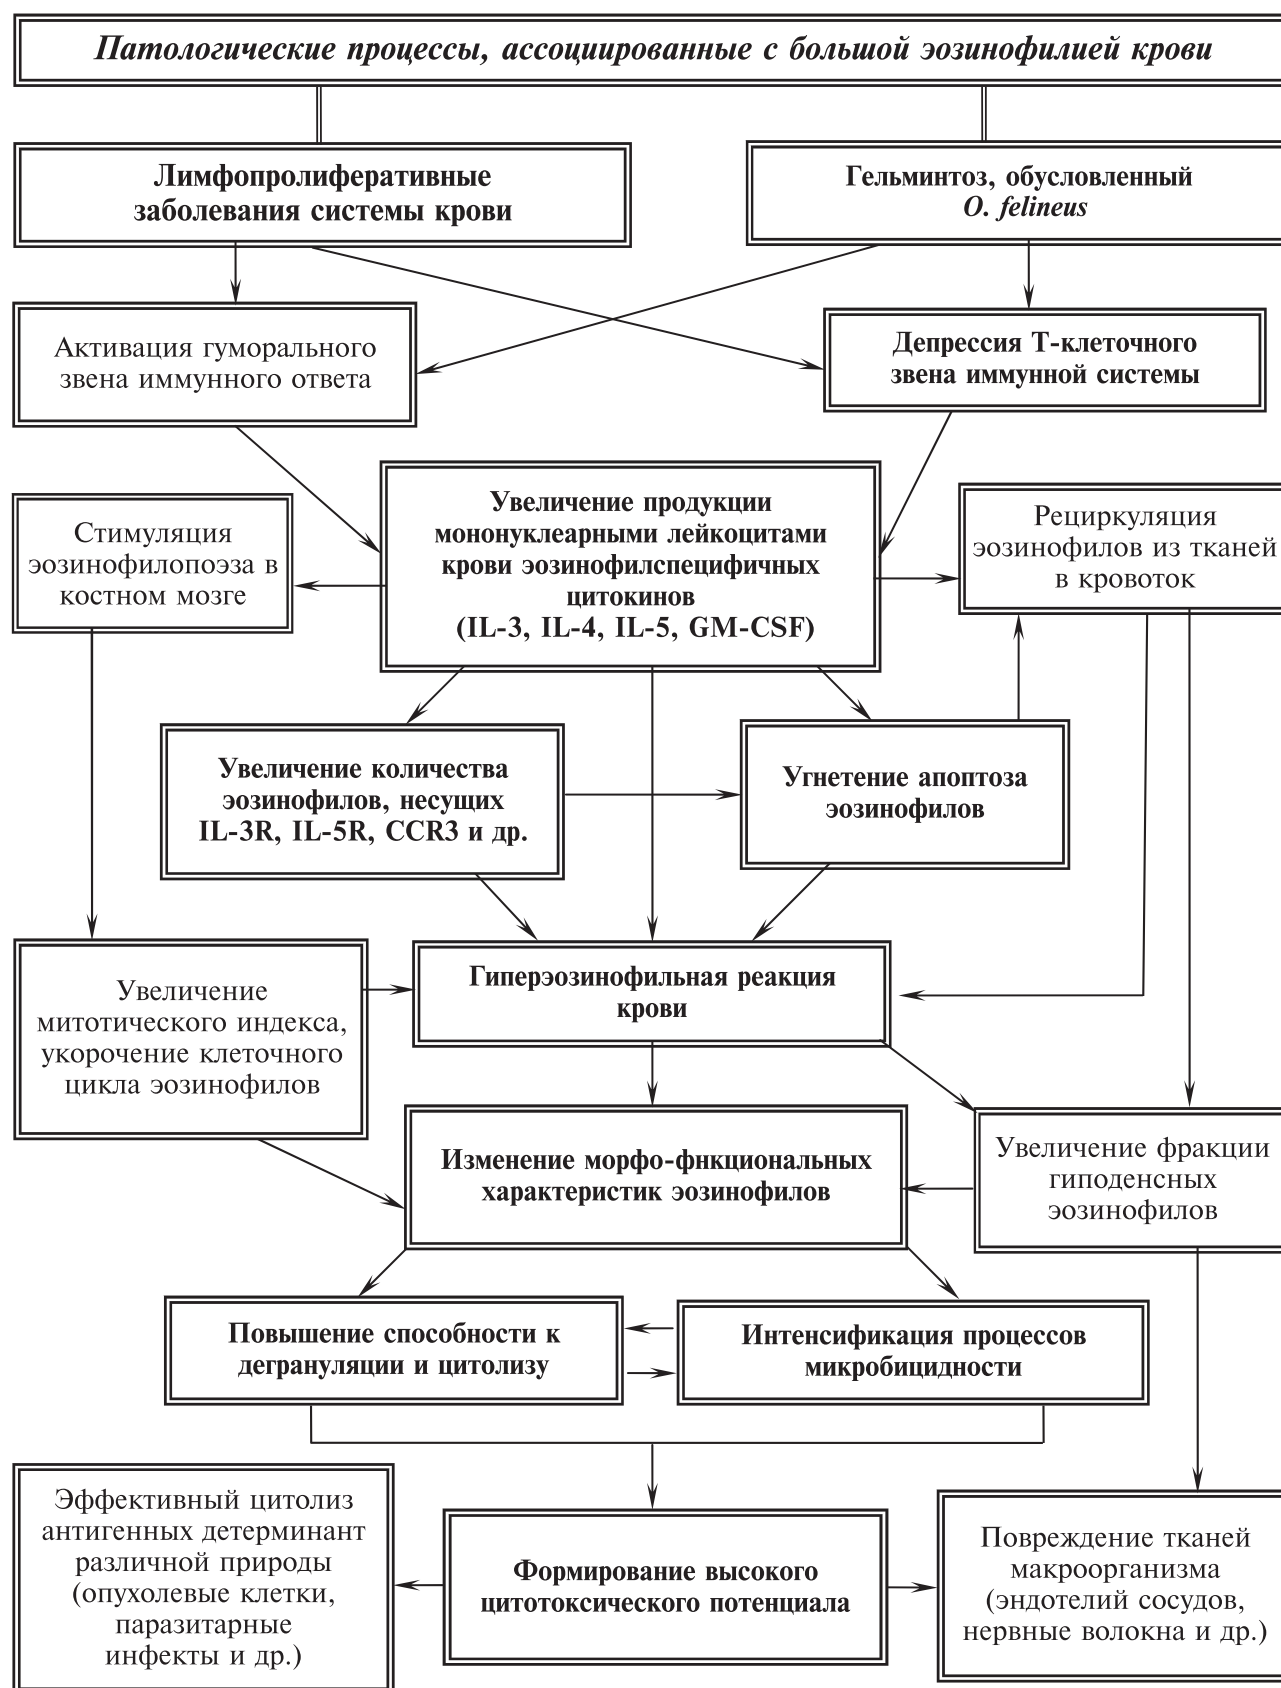 Патологические процессы, ассоциированные с большой эозинофилией крови
Лимфопролиферативные
заболевания системы крови
Гельминтоз, обусловленный
O. felineus
Активация гуморального
звена иммунного ответа
Депрессия Т-клеточного
звена иммунной системы
Стимуляция
эозинофилопоэза в
костном мозге
Увеличение продукции
мононуклеарными лейкоцитами
крови эозинофилспецифичных
цитокинов
(IL-3, IL-4, IL-5, GM-CSF)
Рециркуляция
эозинофилов из тканей
в кровоток
Увеличение количества
эозинофилов, несущих
IL-3R, IL-5R, CCR3 и др.
Угнетение апоптоза
эозинофилов
Увеличение
митотического индекса,
укорочение клеточного
цикла эозинофилов
Гиперэозинофильная реакция
крови
Изменение морфо-фнкциональных
характеристик эозинофилов
Увеличение фракции
гиподенсных
эозинофилов
Повышение способности к
дегрануляции и цитолизу
Интенсификация процессов
микробицидности
Эффективный цитолиз
антигенных детерминант
различной природы
(опухолевые клетки,
паразитарные
инфекты и др.)
Формирование высокого
цитотоксического потенциала
Повреждение тканей
макроорганизма
(эндотелий сосудов,
нервные волокна и др.)